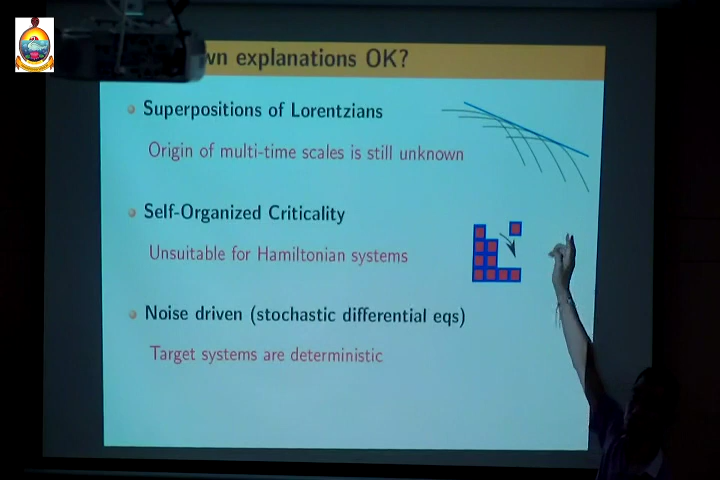 explanations OK?
Superpositions of Lorentzians
Origin of multi-time scales is still unknown
Self-Organized Criticality
Unsuitable for Hamiltonian systems
Noise driven (stochastic differential eqs)
Target systems are deterministic